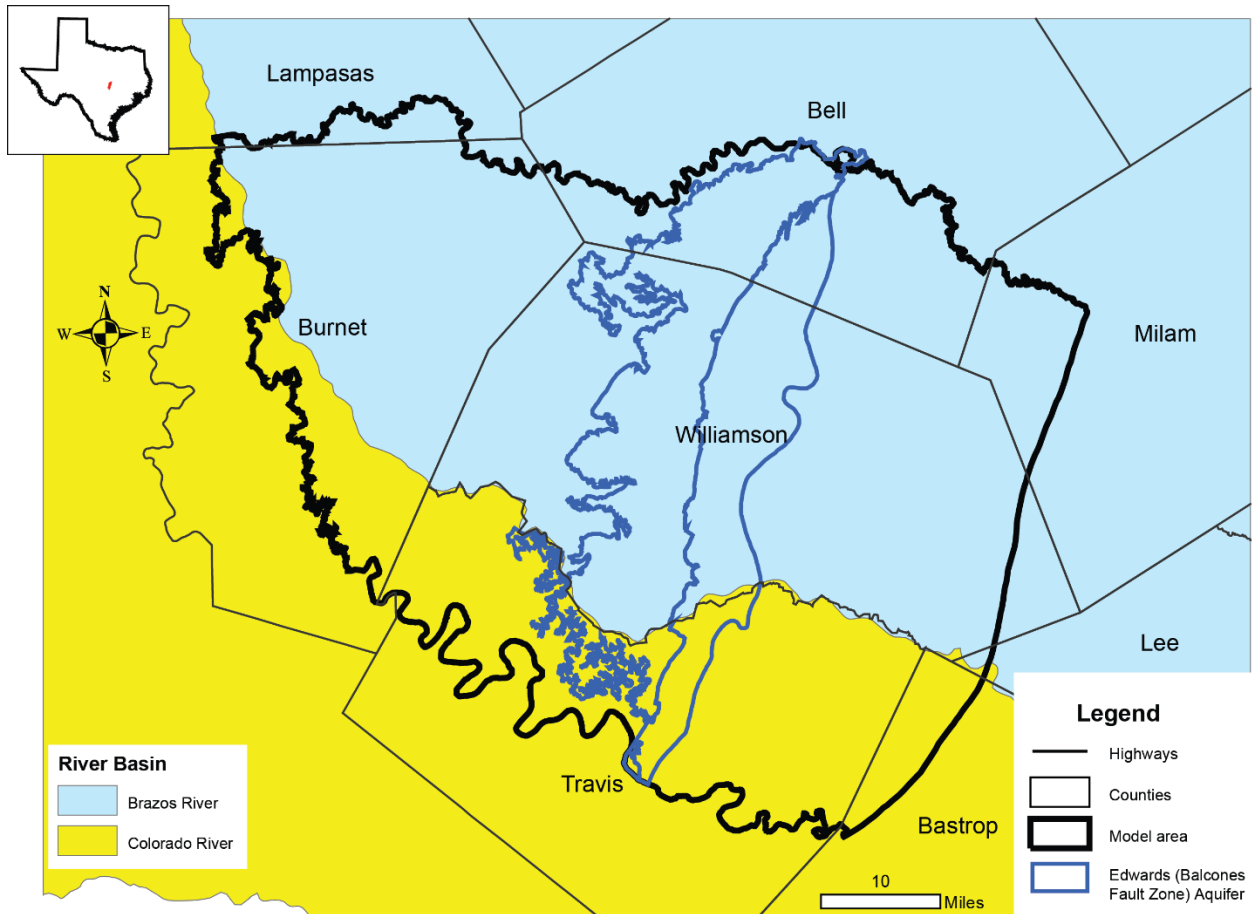 Lampasas
Bell
N
W E
S
Burnet
Milam
Williamson
Lee
River Basin
Brazos River
Colorado River
Travis
Bastrop
10
Miles
Legend
Highways
Counties
Model area
Edwards (Balcones
Fault Zone) Aquifer